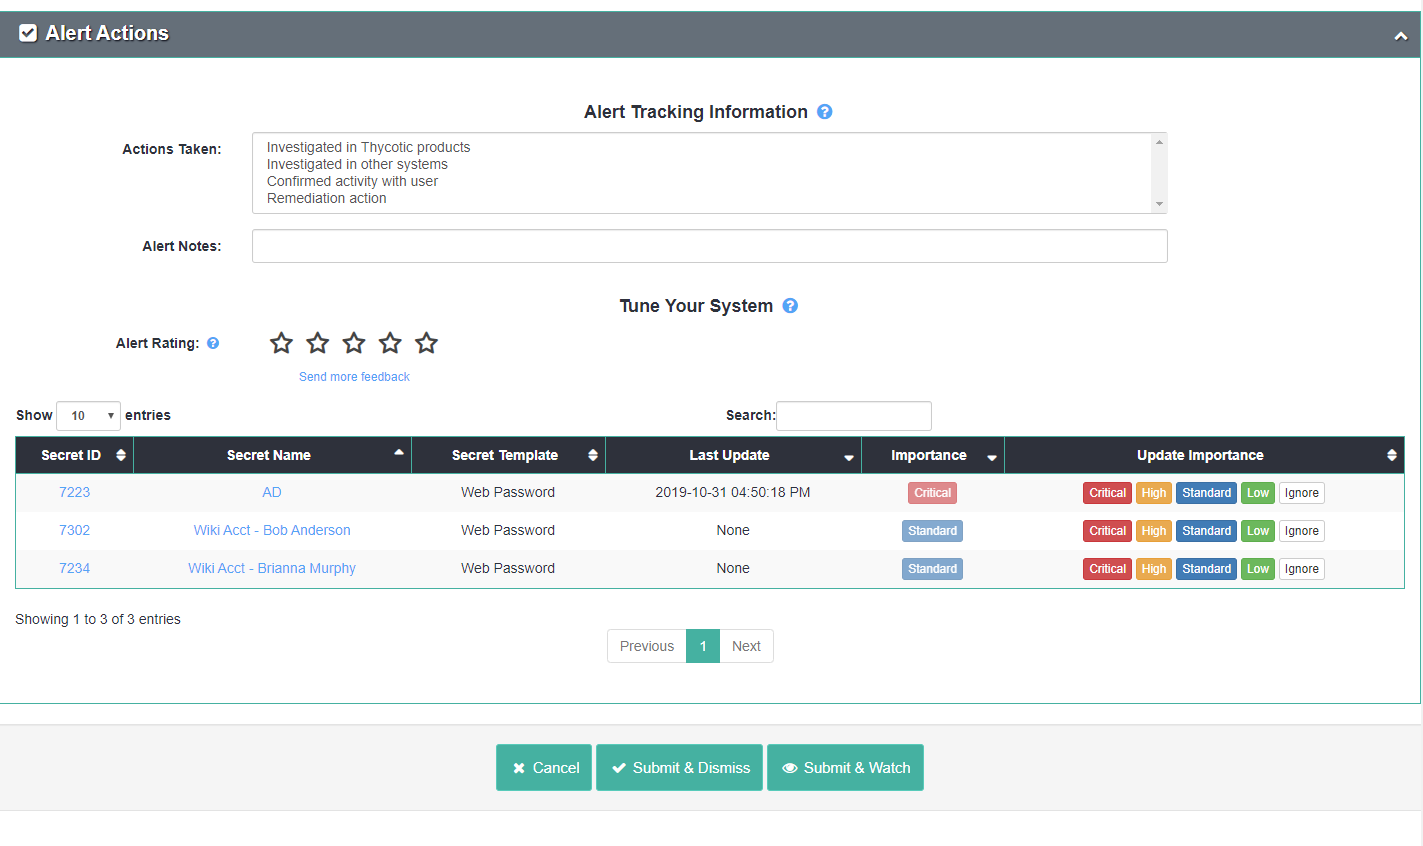 Alert Actions
Alert Tracking Information ?
Actions Taken:
Investigated in Thycotic products
Investigated in other systems
Confirmed activity with user
Remediation action
Alert Notes:
Tune Your System ?
Alert Rating: ?
Send more feedback
Show 10 entries Search:
Secret ID Secret Name Secret Template Last Update Importance Update Importance
7223 AD Web Password 2019-10-31 04:50:18 PM Critical Critical High Standard Low Ignore
7302 Wiki Acct - Bob Anderson Web Password None Standard Critical High Standard Low Ignore
7234 Wiki Acct - Brianna Murphy Web Password None Standard Critical High Standard Low Ignore
Showing 1 to 3 of 3 entries
Previous 1 Next
Cancel Submit & Dismiss Submit & Watch